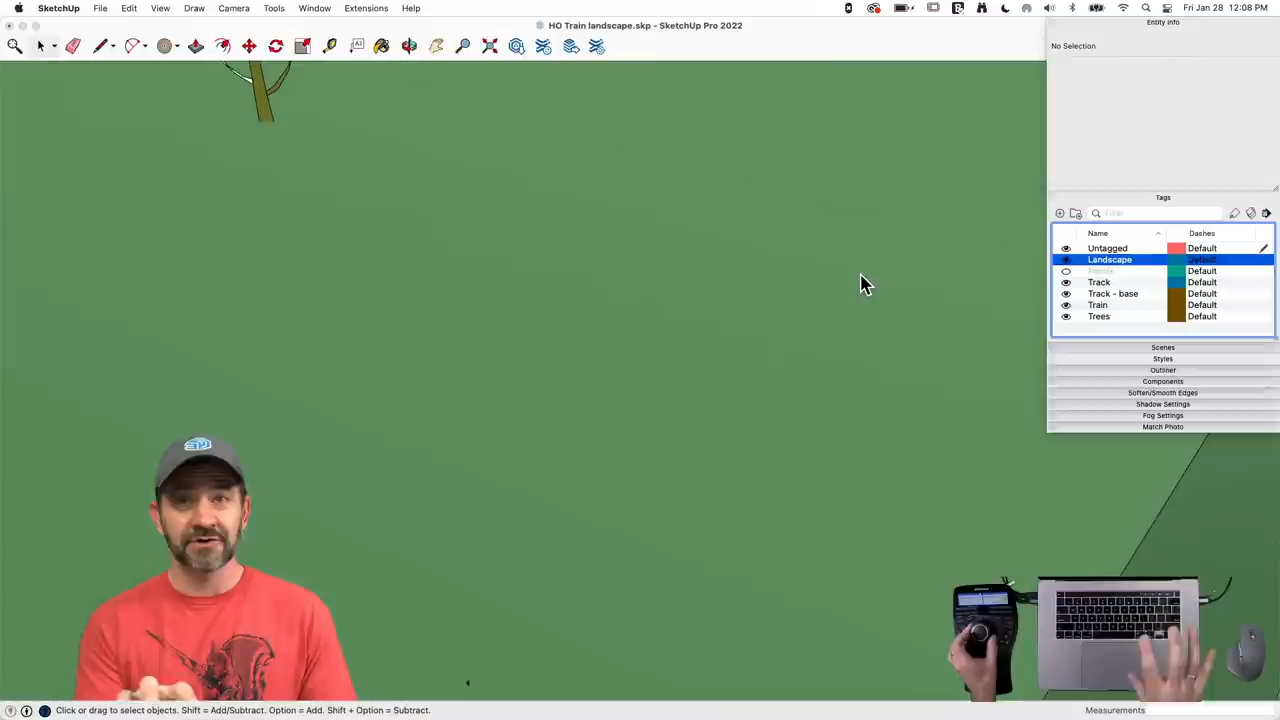 SketchUp File Edit View Draw Camera Tools Window Extensions Help Fri Jan 28 12:08 PM
HO Train landscape.skp - SketchUp Pro 2022
Entity Info
No Selection
Tags
Filter
Name Dashes
Untagged Default
Landscape Default
Default
Track Default
Track - base Default
Train Default
Trees Default
Scenes
Styles
Outliner
Components
Soften/Smooth Edges
Shadow Settings
Fog Settings
Match Photo
Click or drag to select objects. Shift = Add/Subtract. Option = Add. Shift + Option = Subtract. Measurements